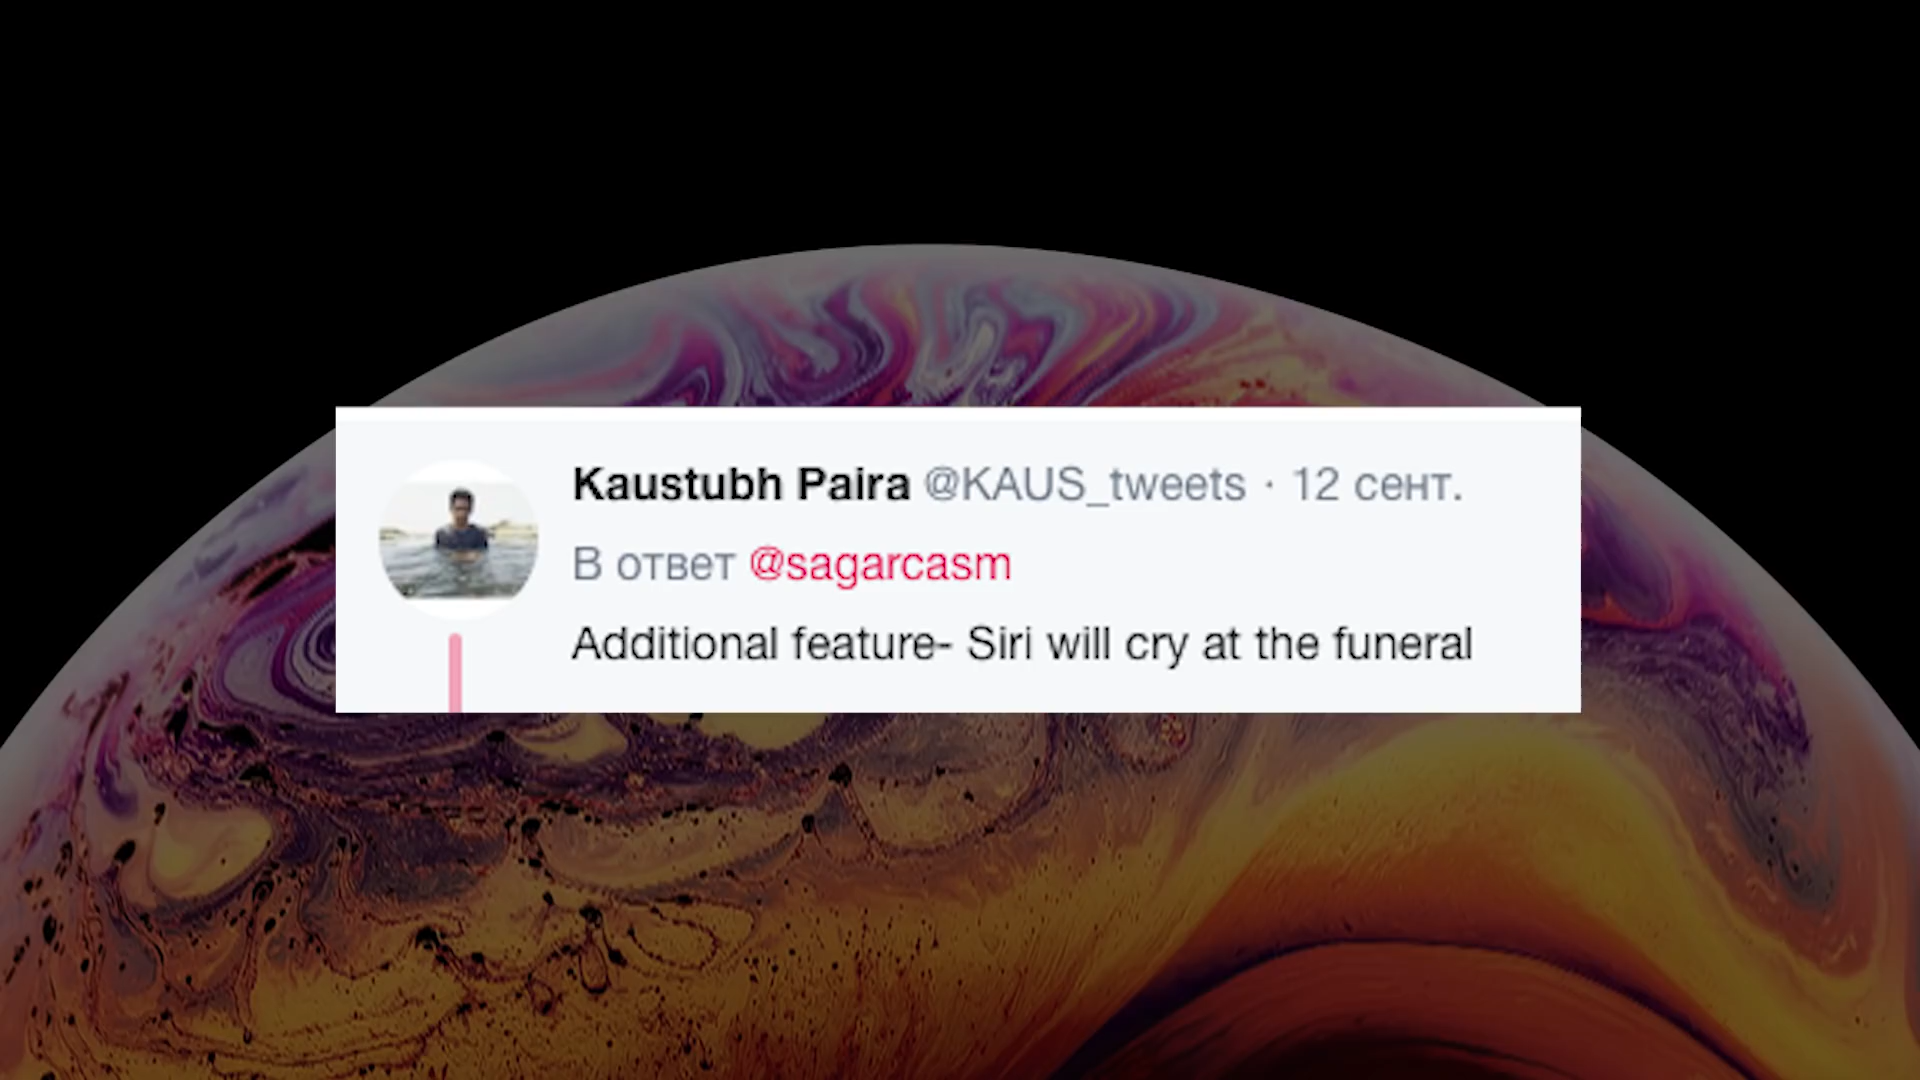 Kaustubh Paira @KAUS_tweets · 12 сент.
В ответ @sagarcasm
Additional feature- Siri will cry at the funeral